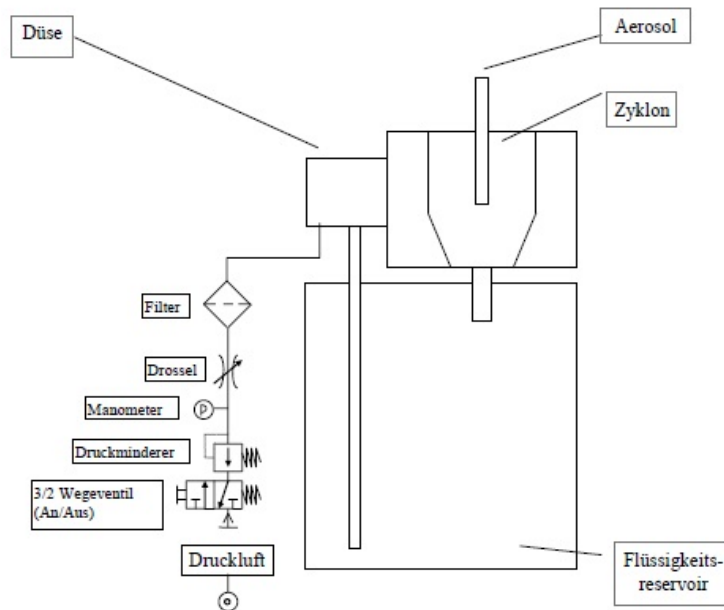 Düse
Aerosol
Zyklon
Filter
Drossel
Manometer
P
Druckminderer
3/2 Wegeventil
(An/Aus)
Druckluft
Flüssigkeits-
reservoir